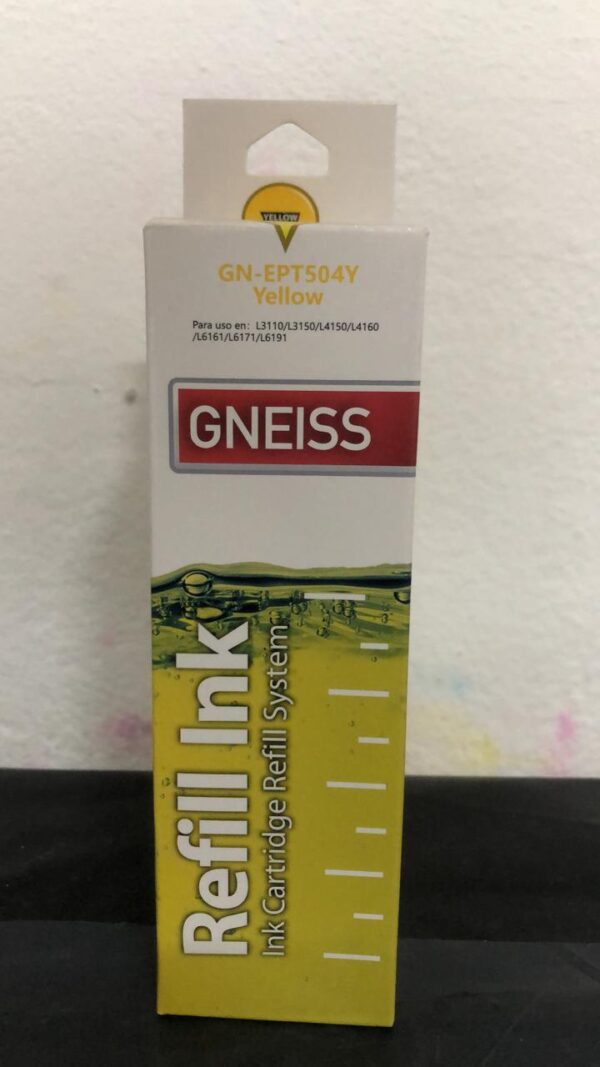 YELLOW
GN-EPT504Y
Yellow
Para uso en: L3110/L3150/L4150/L4160
/L6161/L6171/L6191
GNEISS
Refill Ink
Ink Cartridge Refill System